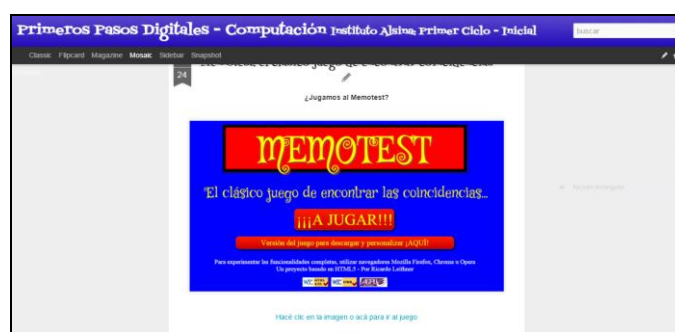 Primeros Pasos Digitales - Computación Instituto Alsina; Primer Ciclo - Inicial
buscar
Classic Flipcard Magazine Mosaic Sidebar Snapshot
24
¿Jugamos al Memotest?
MEMOTEST
"El clásico juego de encontrar las coincidencias...
¡¡¡A JUGAR!!!
Versión del juego para descargar y personalizar ¡AQUÍ!
Para experimentar las funcionalidades completas, utilizar navegadores Mozilla Firefox, Chrome u Opera
Un proyecto basado en HTML5 - Por Ricardo Leithner
Hacé clic en la imagen o acá para ir al juego